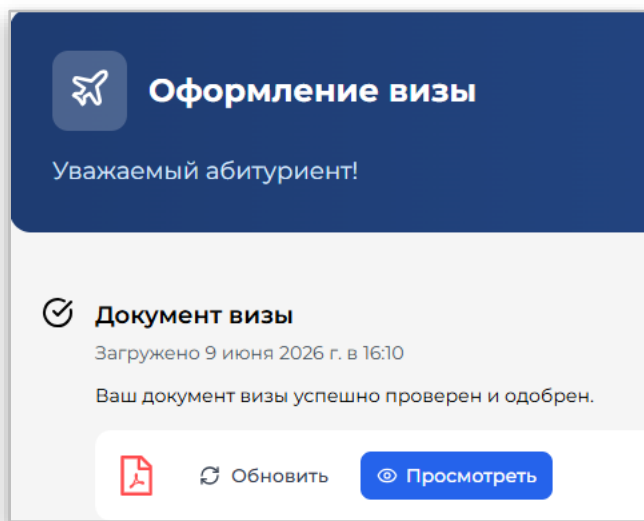 Оформление визы
Уважаемый абитуриент!
Документ визы
Загружено 9 июня 2026 г. в 16:10
Ваш документ визы успешно проверен и одобрен.
Обновить
Просмотреть